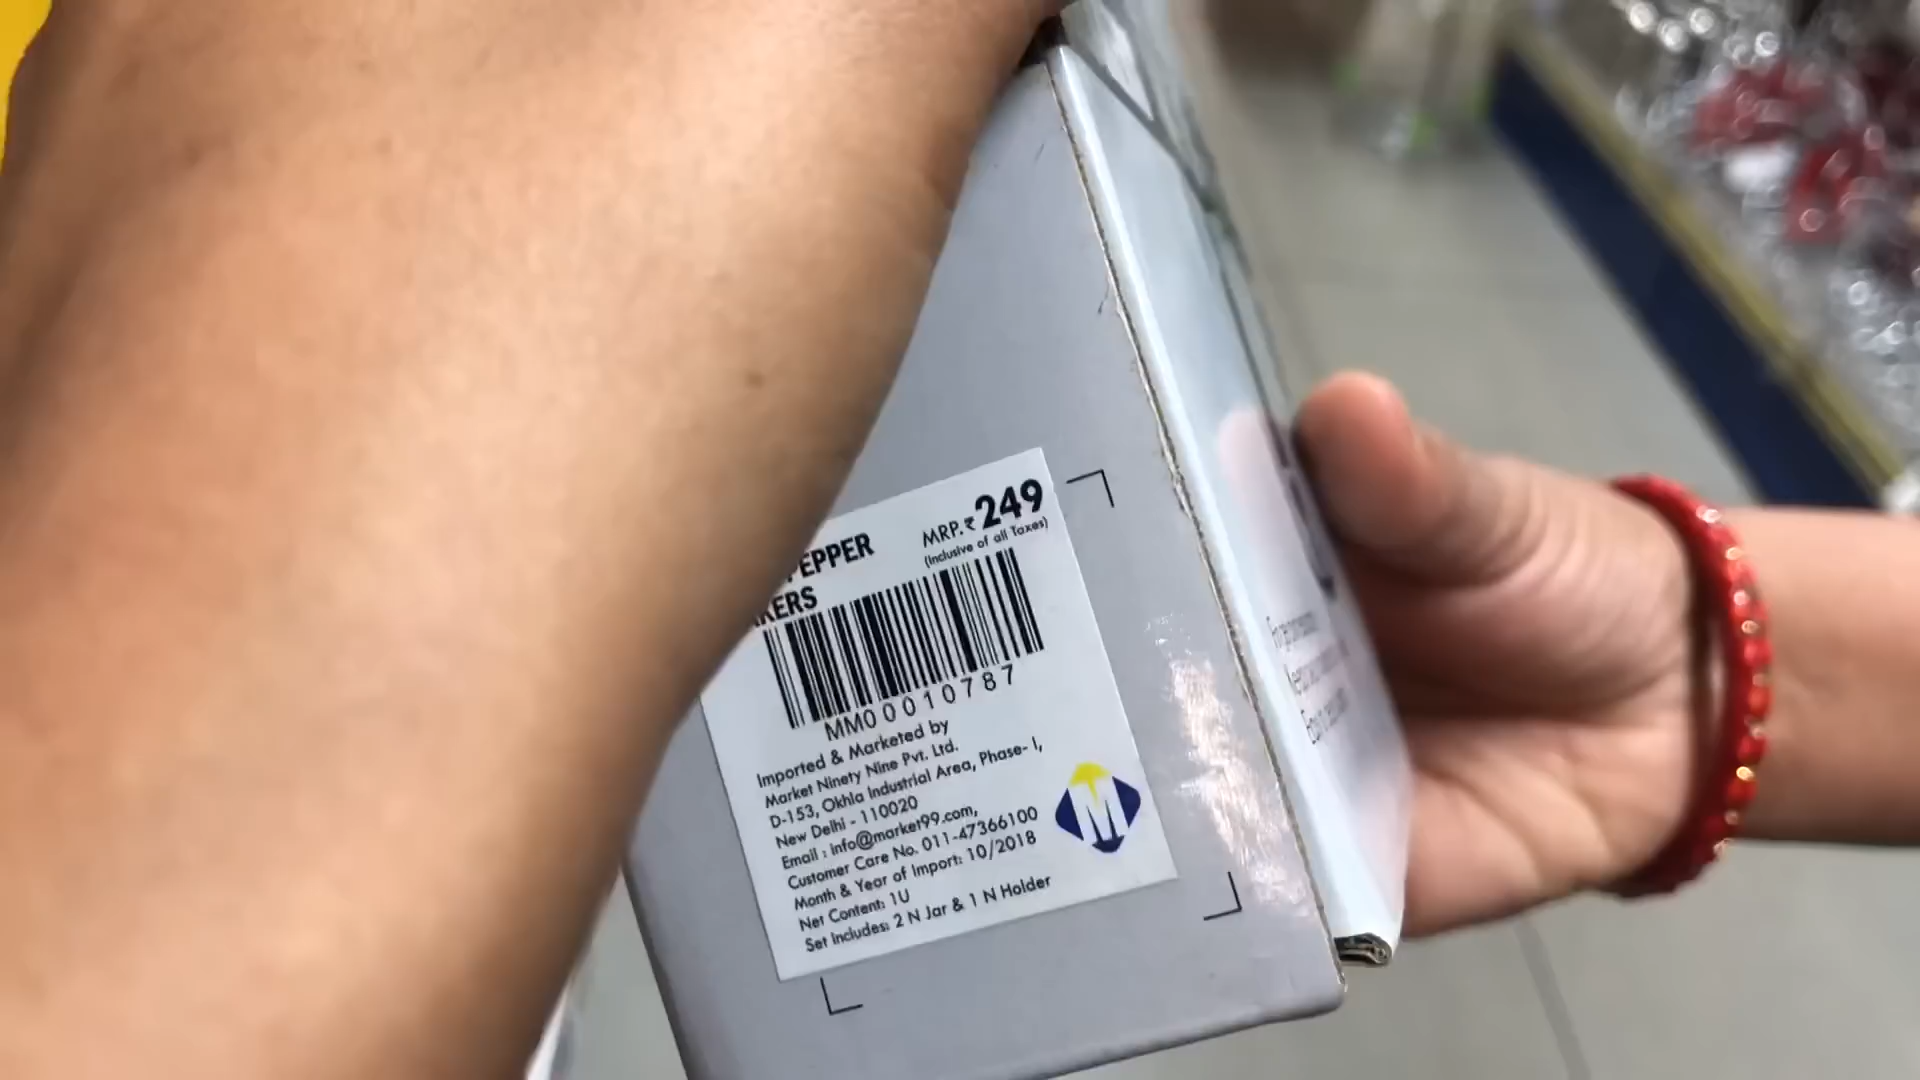 PEPPER
KERS
MRP.₹ 249
(Inclusive of all Taxes)
MM00010787
Imported & Marketed by
Market Ninety Nine Pvt. Ltd.
D-153, Okhla Industrial Area, Phase- I,
New Delhi - 110020
Email : info@market99.com,
Customer Care No. 011-47366100
Month & Year of Import: 10/2018
Net Content: 1U
Set Includes: 2 N Jar & 1 N Holder
M